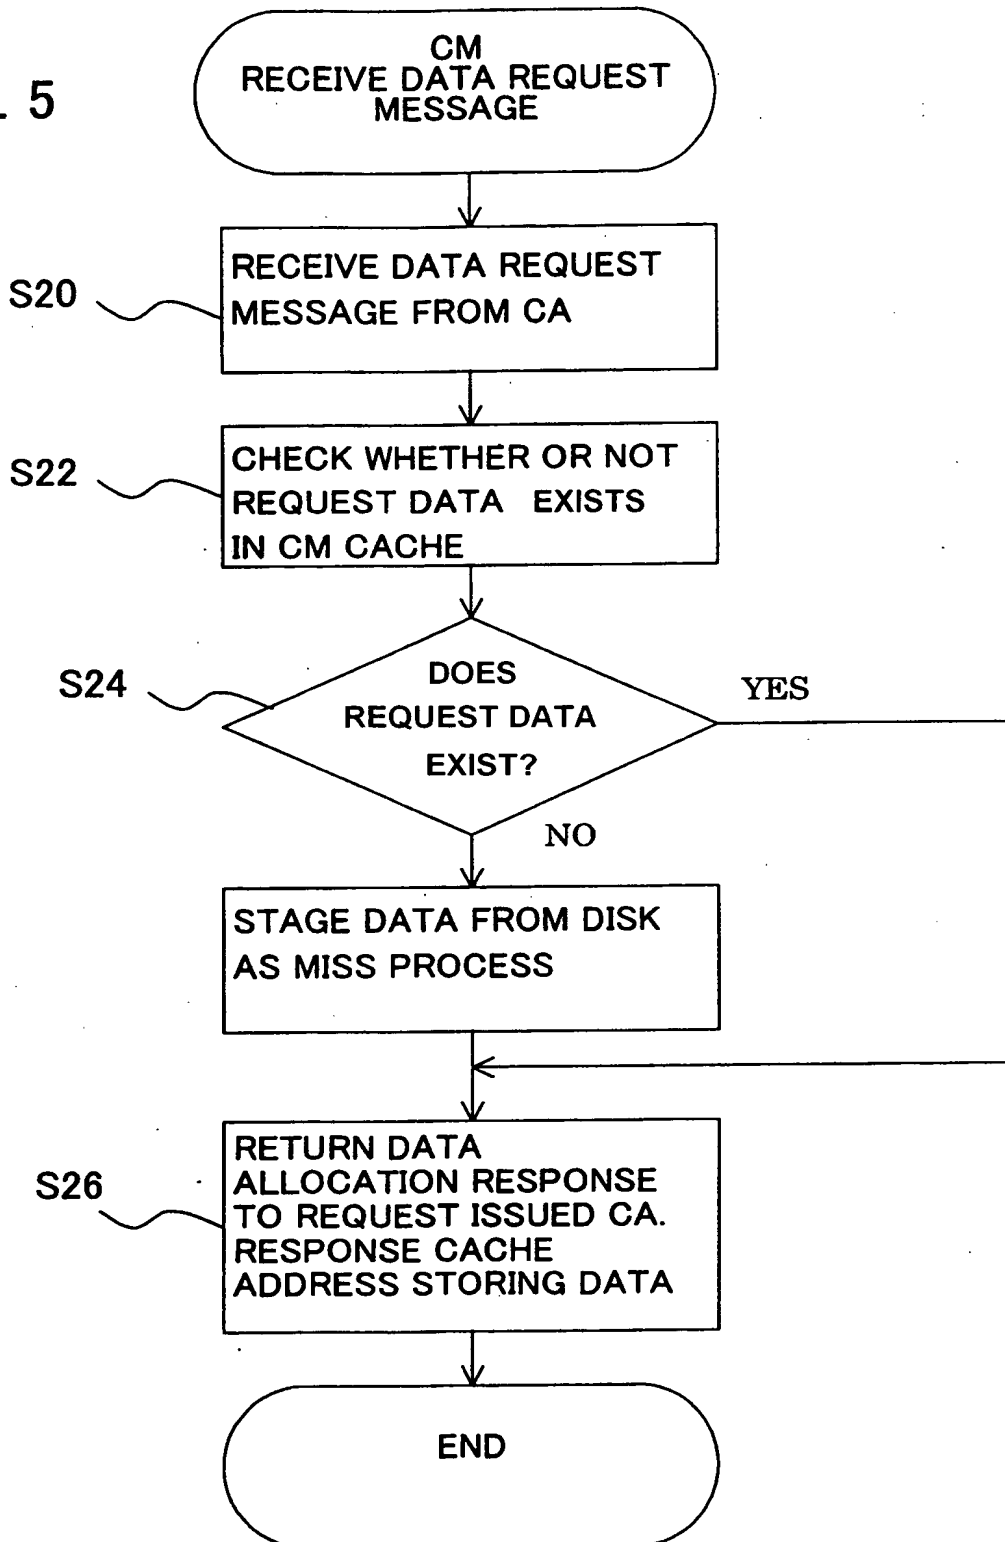 CM
RECEIVE DATA REQUEST
MESSAGE
. 5
S20
RECEIVE DATA REQUEST
MESSAGE FROM CA
S22
CHECK WHETHER OR NOT
REQUEST DATA EXISTS
IN CM CACHE
S24
DOES
REQUEST DATA
EXIST?
YES
NO
STAGE DATA FROM DISK
AS MISS PROCESS
S26
RETURN DATA
ALLOCATION RESPONSE
TO REQUEST ISSUED CA.
RESPONSE CACHE
ADDRESS STORING DATA
END